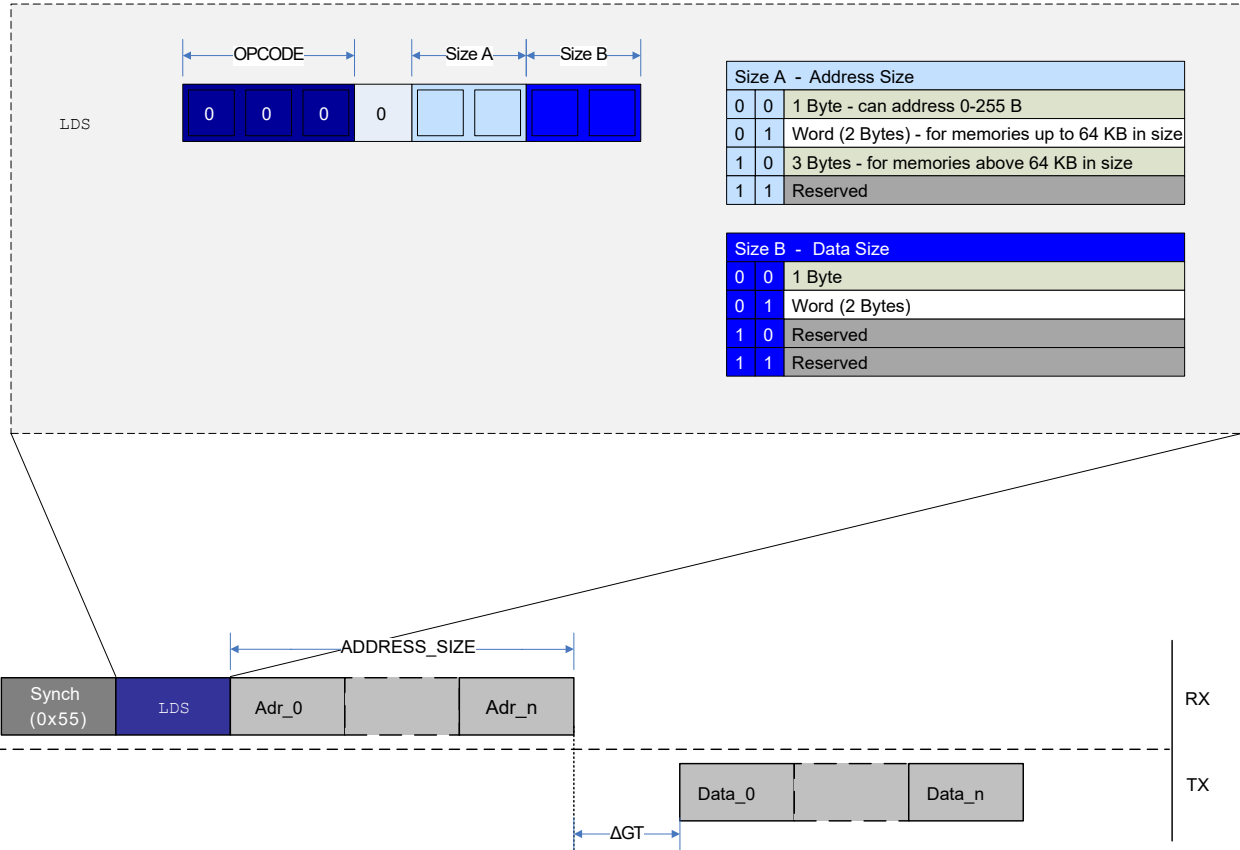 OPCODE Size A Size B
LDS 0 0 0 0
Size A - Address Size
0 0 1 Byte - can address 0-255 B
0 1 Word (2 Bytes) - for memories up to 64 KB in size
1 0 3 Bytes - for memories above 64 KB in size
1 1 Reserved
Size B - Data Size
0 0 1 Byte
0 1 Word (2 Bytes)
1 0 Reserved
1 1 Reserved
ADDRESS_SIZE
Synch
(0x55)
LDS Adr_0 Adr_n RX
Data_0 Data_n TX
ΔGT